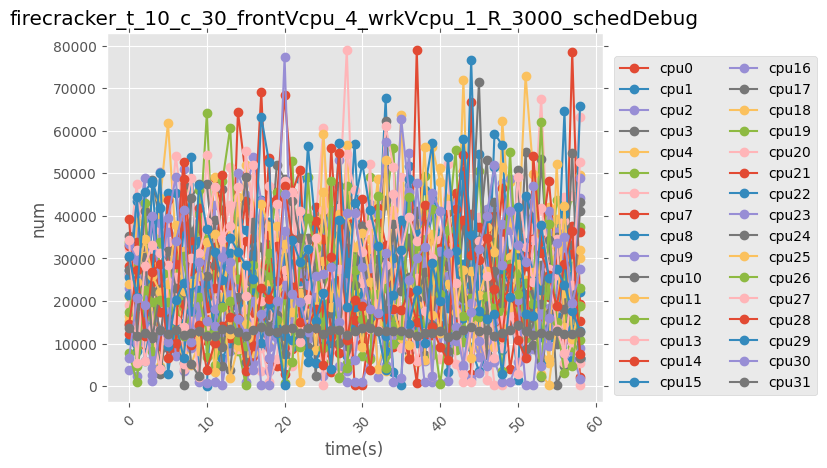 firecracker_t_10_c_30_frontVcpu_4_wrkVcpu_1_R_3000_schedDebug
80000
70000
60000
50000
40000
30000
20000
10000
0
num
0
10
20
30
40
50
60
time(s)
cpu0
cpu1
cpu2
cpu3
cpu4
cpu5
cpu6
cpu7
cpu8
cpu9
cpu10
cpu11
cpu12
cpu13
cpu14
cpu15
cpu16
cpu17
cpu18
cpu19
cpu20
cpu21
cpu22
cpu23
cpu24
cpu25
cpu26
cpu27
cpu28
cpu29
cpu30
cpu31